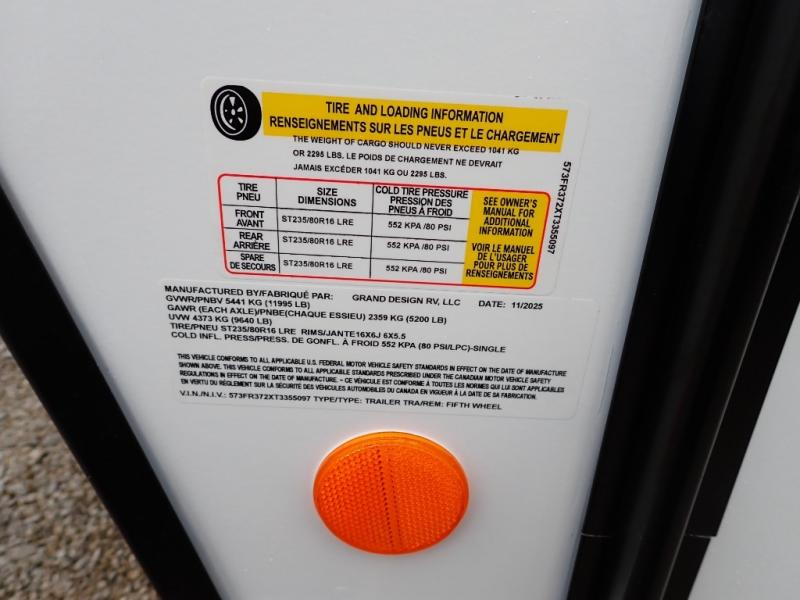 TIRE AND LOADING INFORMATION
RENSEIGNEMENTS SUR LES PNEUS ET LE CHARGEMENT
THE WEIGHT OF CARGO SHOULD NEVER EXCEED 1041 KG
OR 2295 LBS. LE POIDS DE CHARGEMENT NE DEVRAIT
JAMAIS EXCÉDER 1041 KG OU 2295 LBS.
TIRE PNEU SIZE DIMENSIONS COLD TIRE PRESSURE PRESSION DES PNEUS À FROID
FRONT AVANT ST235/80R16 LRE 552 KPA /80 PSI
REAR ARRIÈRE ST235/80R16 LRE 552 KPA /80 PSI
SPARE DE SECOURS ST235/80R16 LRE 552 KPA /80 PSI
SEE OWNER'S
MANUAL FOR
ADDITIONAL
INFORMATION
VOIR LE MANUEL
DE L'USAGER
POUR PLUS DE
RENSEIGNEMENTS
573FR372XT3355097
MANUFACTURED BY/FABRIQUÉ PAR: GRAND DESIGN RV, LLC DATE: 11/2025
GVWR/PNBV 5441 KG (11995 LB)
GAWR (EACH AXLE)/PNBE(CHAQUE ESSIEU) 2359 KG (5200 LB)
UVW 4373 KG (9640 LB)
TIRE/PNEU ST235/80R16 LRE RIMS/JANTE16X6J 6X5.5
COLD INFL. PRESS/PRESS. DE GONFL. À FROID 552 KPA (80 PSI/LPC)-SINGLE
THIS VEHICLE CONFORMS TO ALL APPLICABLE U.S. FEDERAL MOTOR VEHICLE SAFETY STANDARDS IN EFFECT ON THE DATE OF MANUFACTURE
SHOWN ABOVE. THIS VEHICLE CONFORMS TO ALL APPLICABLE STANDARDS PRESCRIBED UNDER THE CANADIAN MOTOR VEHICLE SAFETY
REGULATIONS IN EFFECT ON THE DATE OF MANUFACTURE. - CE VÉHICULE EST CONFORME À TOUTES LES NORMES QUI LUI SONT APPLICABLES
EN VERTU DU RÈGLEMENT SUR LA SÉCURITÉ DES VÉHICULES AUTOMOBILES DU CANADA EN VIGUEUR À LA DATE DE SA FABRICATION.
V.I.N./N.I.V.: 573FR372XT3355097 TYPE/TYPE: TRAILER TRA/REM: FIFTH WHEEL